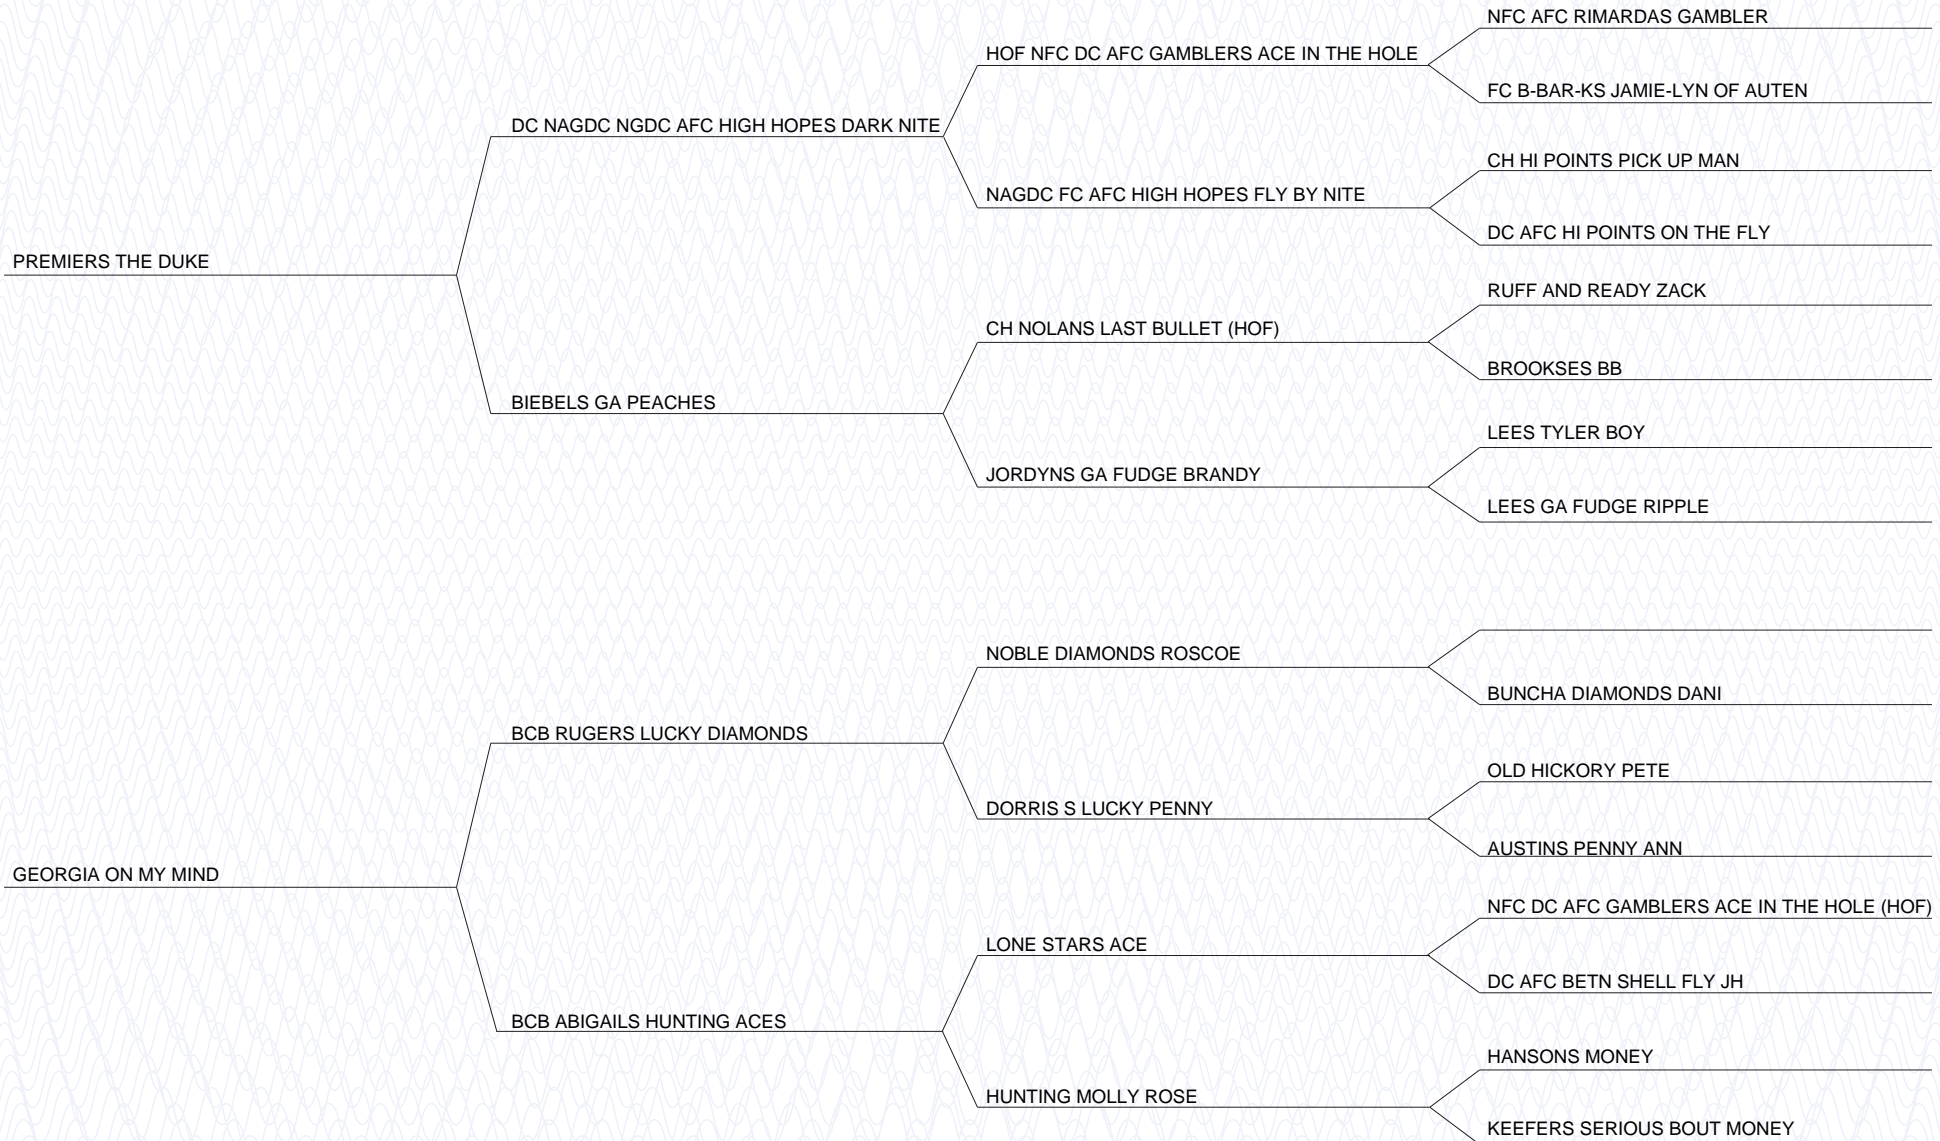 NFC AFC RIMARDAS GAMBLER
HOF NFC DC AFC GAMBLERS ACE IN THE HOLE
FC B-BAR-KS JAMIE-LYN OF AUTEN
DC NAGDC NGDC AFC HIGH HOPES DARK NITE
CH HI POINTS PICK UP MAN
NAGDC FC AFC HIGH HOPES FLY BY NITE
DC AFC HI POINTS ON THE FLY
PREMIERS THE DUKE
RUFF AND READY ZACK
CH NOLANS LAST BULLET (HOF)
BROOKSES BB
BIEBELS GA PEACHES
LEES TYLER BOY
JORDYNS GA FUDGE BRANDY
LEES GA FUDGE RIPPLE
NOBLE DIAMONDS ROSCOE
BUNCHA DIAMONDS DANI
BCB RUGERS LUCKY DIAMONDS
OLD HICKORY PETE
DORRIS S LUCKY PENNY
AUSTINS PENNY ANN
GEORGIA ON MY MIND
NFC DC AFC GAMBLERS ACE IN THE HOLE (HOF)
LONE STARS ACE
DC AFC BETN SHELL FLY JH
BCB ABIGAILS HUNTING ACES
HANSONS MONEY
HUNTING MOLLY ROSE
KEEFERS SERIOUS BOUT MONEY